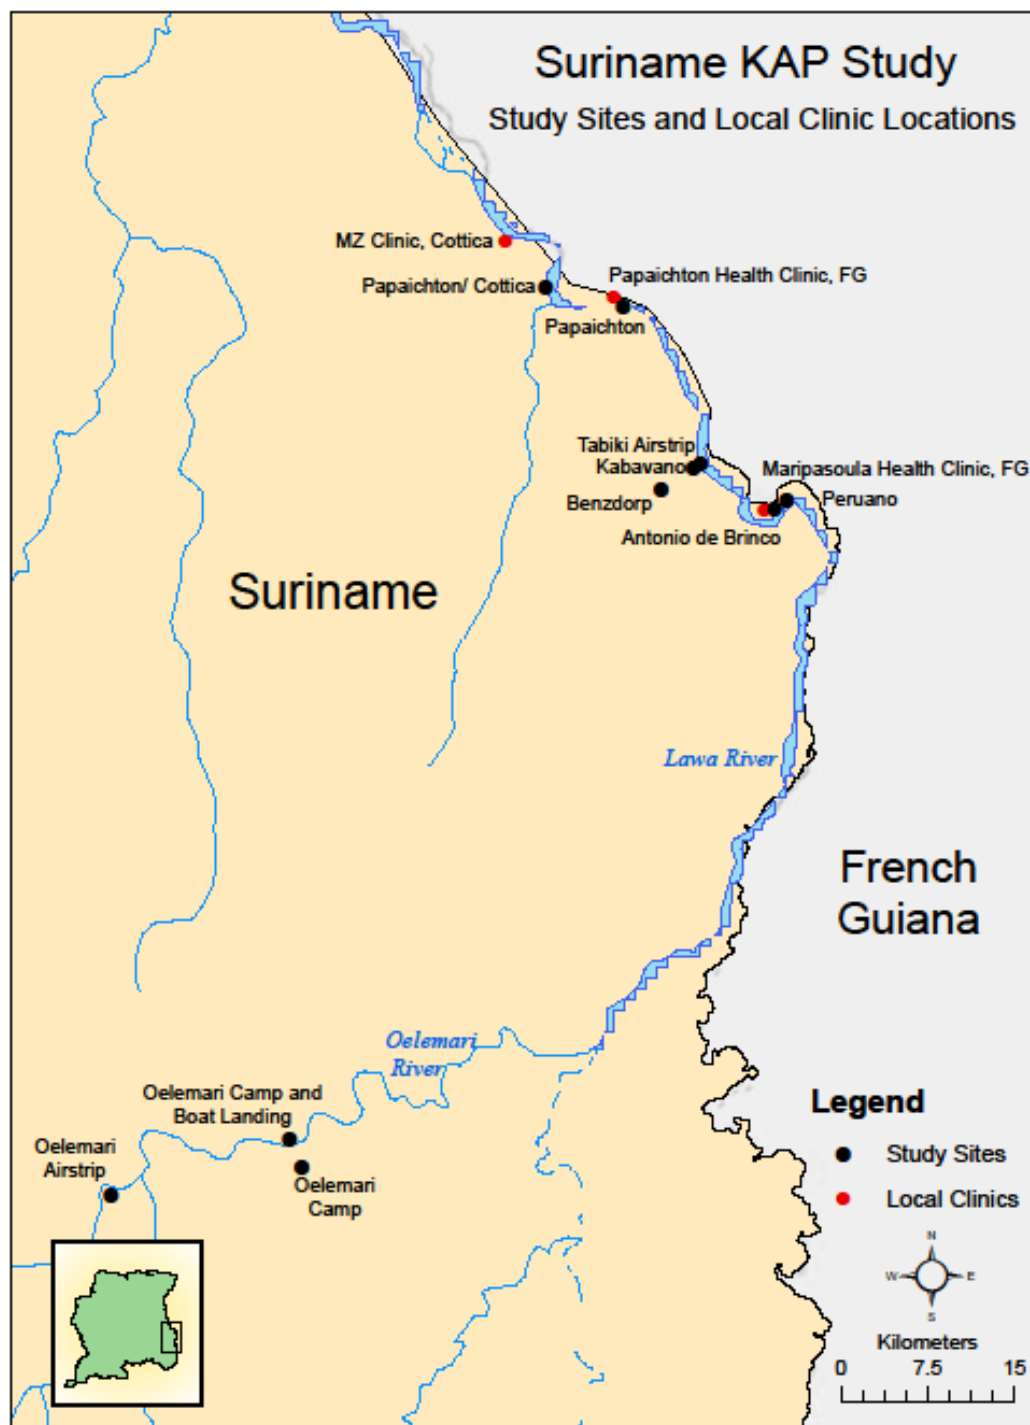 Suriname KAP Study
Study Sites and Local Clinic Locations
MZ Clinic, Cottica
Papaichton Health Clinic, FG
Papaichton/ Cottica
Papaichton
Tabiki Airstrip
Kabavano
Maripasoula Health Clinic, FG
Benzdorp
Peruano
Antonio de Brinco
Suriname
Lawa River
French
Guiana
Oelemari
River
Oelemari Camp and
Boat Landing
Oelemari
Airstrip
Oelemari
Camp
Legend
Study Sites
Local Clinics
N
W
E
S
Kilometers
0 7.5 15